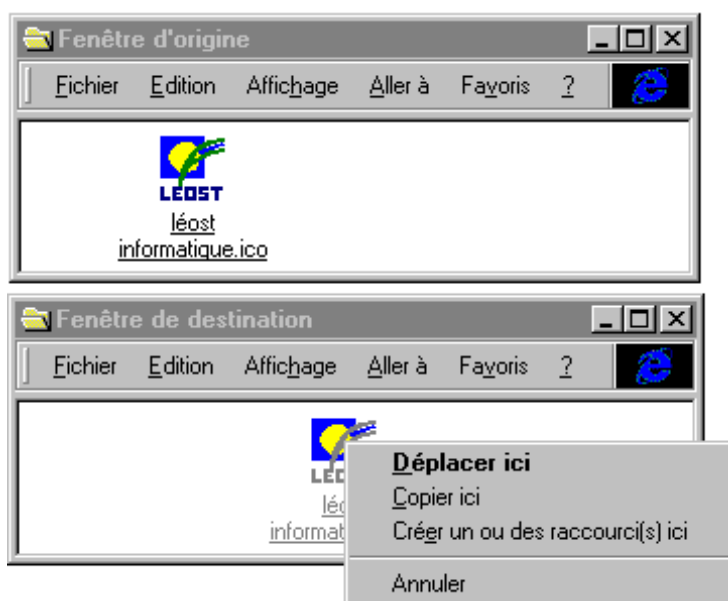 Fenêtre d'origine
Fichier Edition Affichage Aller à Favoris ?
LEOST
léost
informatique.ico
Fenêtre de destination
Fichier Edition Affichage Aller à Favoris ?
Déplacer ici
Copier ici
Créer un ou des raccourci(s) ici
Annuler